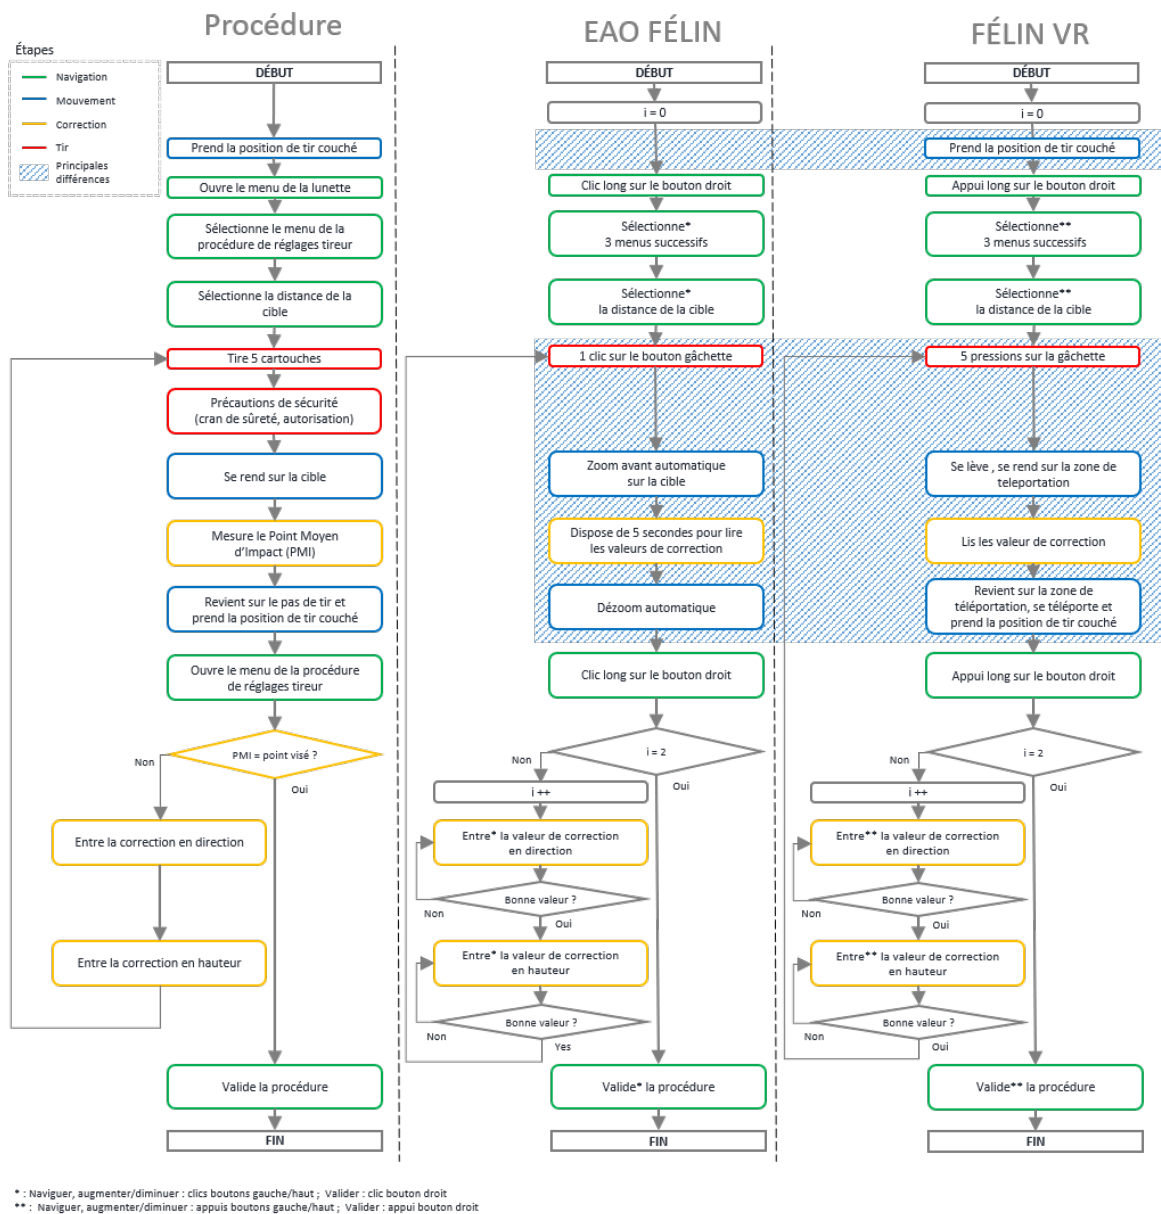 Procédure
EAO FÉLIN
FÉLIN VR
Étapes
Navigation
Mouvement
Correction
Tir
Principales
différences
DÉBUT
Prend la position de tir couché
Ouvre le menu de la lunette
Sélectionne le menu de la
procédure de réglages tireur
Sélectionne la distance de la
cible
Tire 5 cartouches
Précautions de sécurité
(cran de sûreté, autorisation)
Se rend sur la cible
Mesure le Point Moyen
d'Impact (PMI)
Revient sur le pas de tir et
prend la position de tir couché
Ouvre le menu de la procédure
de réglages tireur
PMI = point visé ?
Non
Oui
Entre la correction en direction
Entre la correction en hauteur
Valide la procédure
FIN
DÉBUT
i = 0
Clic long sur le bouton droit
Sélectionne*
3 menus successifs
Sélectionne*
la distance de la cible
1 clic sur le bouton gâchette
Zoom avant automatique
sur la cible
Dispose de 5 secondes pour lire
les valeurs de correction
Dézoom automatique
Clic long sur le bouton droit
i = 2
Non
Oui
i ++
Entre* la valeur de correction
en direction
Bonne valeur ?
Non
Oui
Entre* la valeur de correction
en hauteur
Bonne valeur ?
Non
Yes
Valide* la procédure
FIN
DÉBUT
i = 0
Prend la position de tir couché
Appui long sur le bouton droit
Sélectionne**
3 menus successifs
Sélectionne**
la distance de la cible
5 pressions sur la gâchette
Se lève , se rend sur la zone de
teleportation
Lis les valeur de correction
Revient sur la zone de
téléportation, se téléporte et
prend la position de tir couché
Appui long sur le bouton droit
i = 2
Non
Oui
i ++
Entre** la valeur de correction
en direction
Bonne valeur ?
Non
Oui
Entre** la valeur de correction
en hauteur
Bonne valeur ?
Non
Oui
Valide** la procédure
FIN
* : Naviguer, augmenter/diminuer : clics boutons gauche/haut ; Valider : clic bouton droit
** : Naviguer, augmenter/diminuer : appuis boutons gauche/haut ; Valider : appui bouton droit